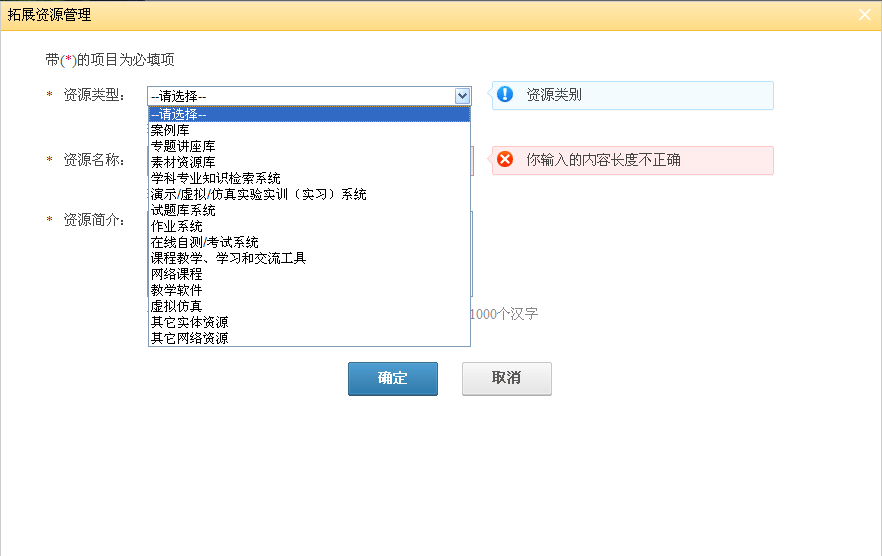 拓展资源管理
带(*)的项目为必填项
* 资源类型： --请选择-- 资源类别
--请选择--
案例库
专题讲座库
素材资源库
* 资源名称： 你输入的内容长度不正确
学科专业知识检索系统
演示/虚拟/仿真实验实训（实习）系统
试题库系统
* 资源简介：
作业系统
在线自测/考试系统
课程教学、学习和交流工具
网络课程
教学软件
虚拟仿真
1000个汉字
其它实体资源
其它网络资源
确定 取消